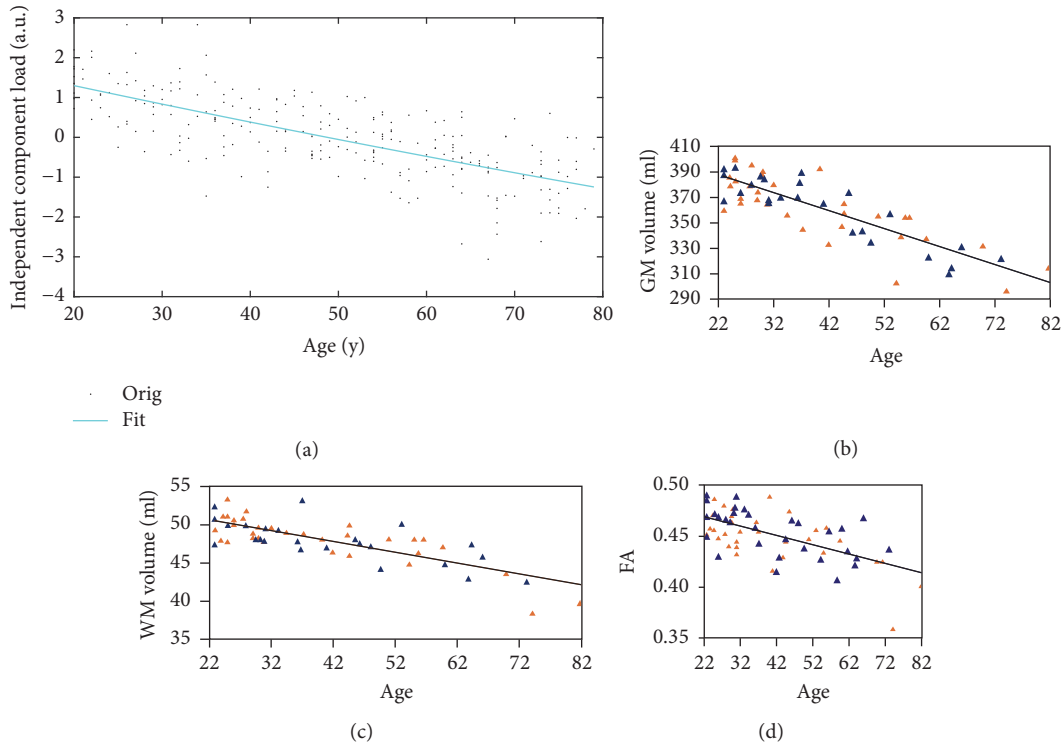 Independent component load (a.u.)
3
2
1
0
−1
−2
−3
−4
20 30 40 50 60 70 80
Age (y)
Orig
Fit
(a)
GM volume (ml)
410
390
370
350
330
310
290
22 32 42 52 62 72 82
Age
(b)
WM volume (ml)
55
50
45
40
35
22 32 42 52 62 72 82
Age
(c)
FA
0.50
0.45
0.40
0.35
22 32 42 52 62 72 82
Age
(d)